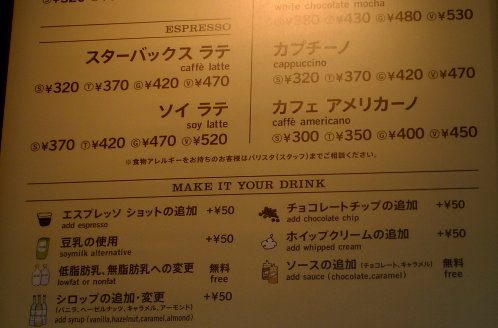 white chocolate mocha
Ⓢ¥380 Ⓣ¥430 Ⓖ¥480 Ⓥ¥530
ESPRESSO
スターバックス ラテ
caffè latte
Ⓢ¥320 Ⓣ¥370 Ⓖ¥420 Ⓥ¥470
カプチーノ
cappuccino
Ⓢ¥320 Ⓣ¥370 Ⓖ¥420 Ⓥ¥470
ソイ ラテ
soy latte
Ⓢ¥370 Ⓣ¥420 Ⓖ¥470 Ⓥ¥520
カフェ アメリカーノ
caffè americano
Ⓢ¥300 Ⓣ¥350 Ⓖ¥400 Ⓥ¥450
※食物アレルギーをお持ちのお客様はバリスタ(スタッフ)までご相談ください。
MAKE IT YOUR DRINK
エスプレッソ ショットの追加 +¥50
add espresso
豆乳の使用 +¥50
soymilk alternative
低脂肪乳、無脂肪乳への変更 無料
lowfat or nonfat free
シロップの追加・変更 +¥50
(バニラ、ヘーゼルナッツ、キャラメル、アーモンド)
add syrup (vanilla,hazelnut,caramel,almond)
チョコレートチップの追加 +¥50
add chocolate chip
ホイップクリームの追加 +¥50
add whipped cream
ソースの追加 (チョコレート、キャラメル) 無料
add sauce (chocolate,caramel) free